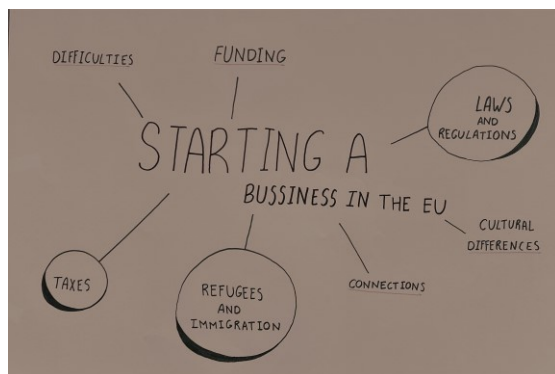 DIFFICULTIES
FUNDING
LAWS
AND
REGULATIONS
STARTING A
BUSSINESS IN THE EU
CULTURAL
DIFFERENCES
TAXES
REFUGEES
AND
IMMIGRATION
CONNECTIONS